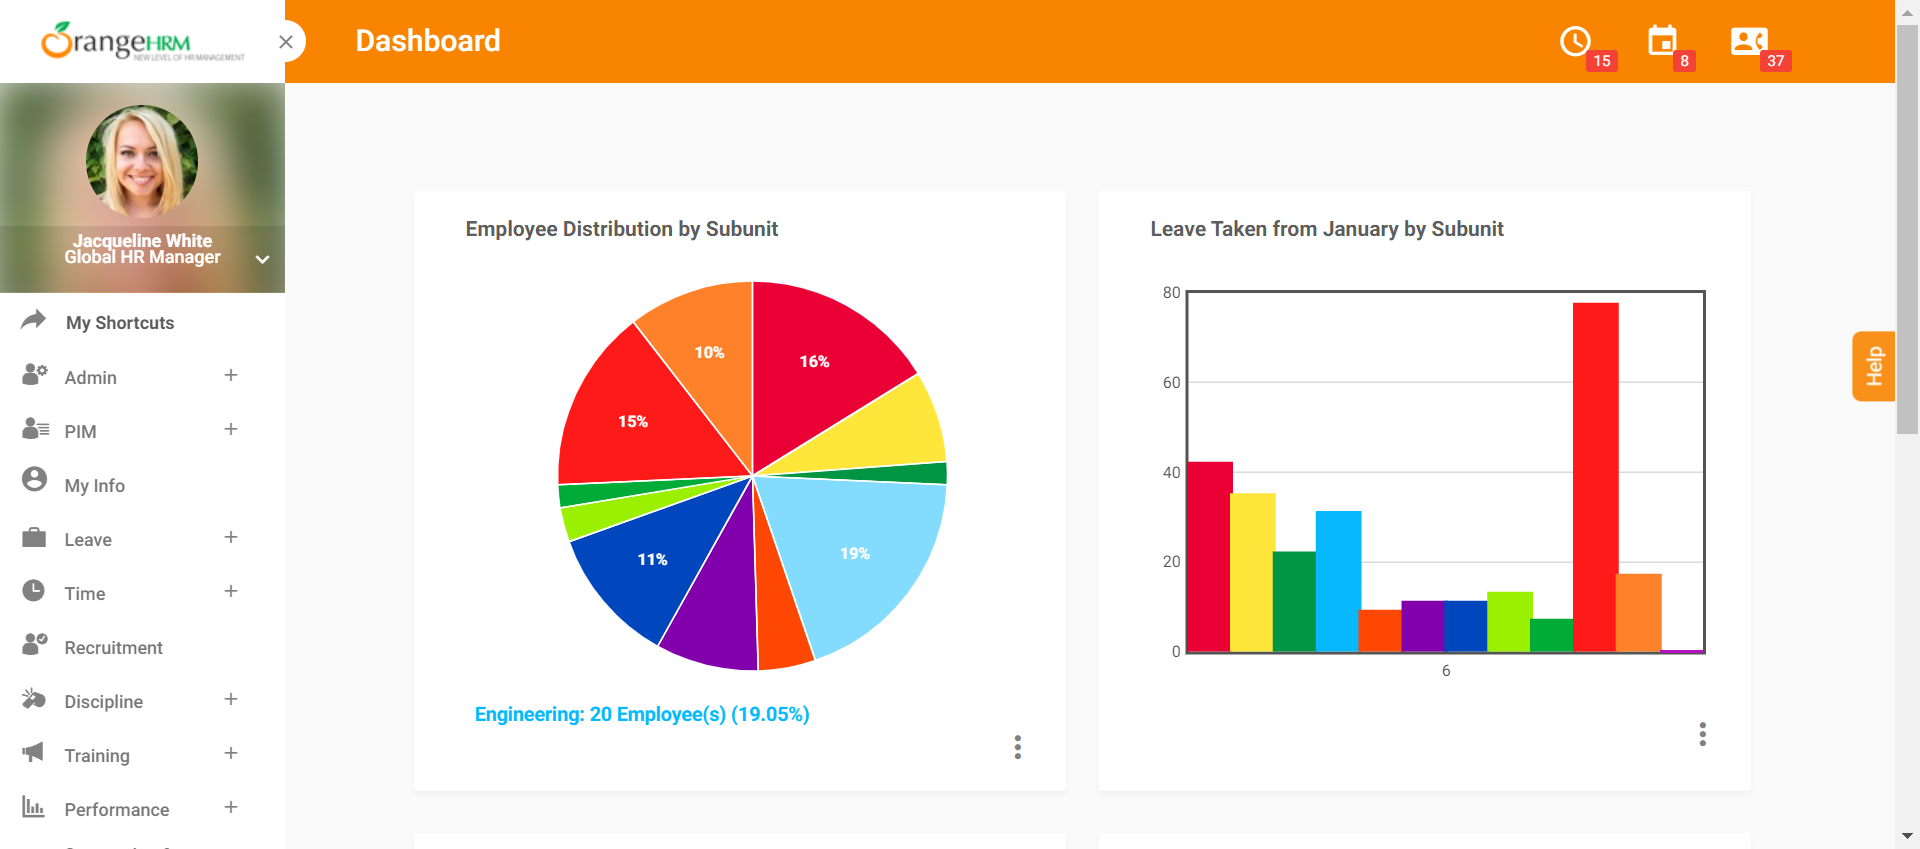 OrangeHRM
NEW LEVEL OF HR MANAGEMENT
Dashboard
15
8
37
Jacqueline White
Global HR Manager
My Shortcuts
Admin
PIM
My Info
Leave
Time
Recruitment
Discipline
Training
Performance
Employee Distribution by Subunit
10%
16%
15%
11%
19%
Engineering: 20 Employee(s) (19.05%)
Leave Taken from January by Subunit
80
60
40
20
0
6
Help